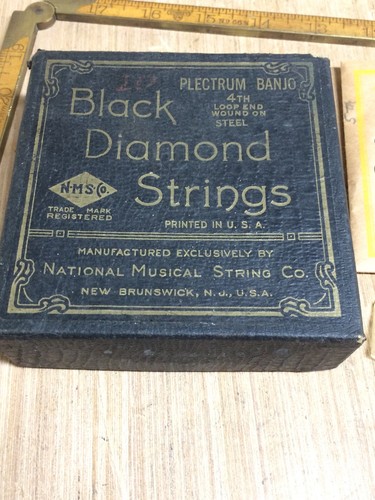 PLECTRUM BANJO
4TH
LOOP END
WOUND ON
STEEL
Black
Diamond
Strings
N·M·S·Co.
TRADE MARK
REGISTERED
PRINTED IN U. S. A.
MANUFACTURED EXCLUSIVELY BY
NATIONAL MUSICAL STRING CO.
NEW BRUNSWICK, N. J., U.S.A.